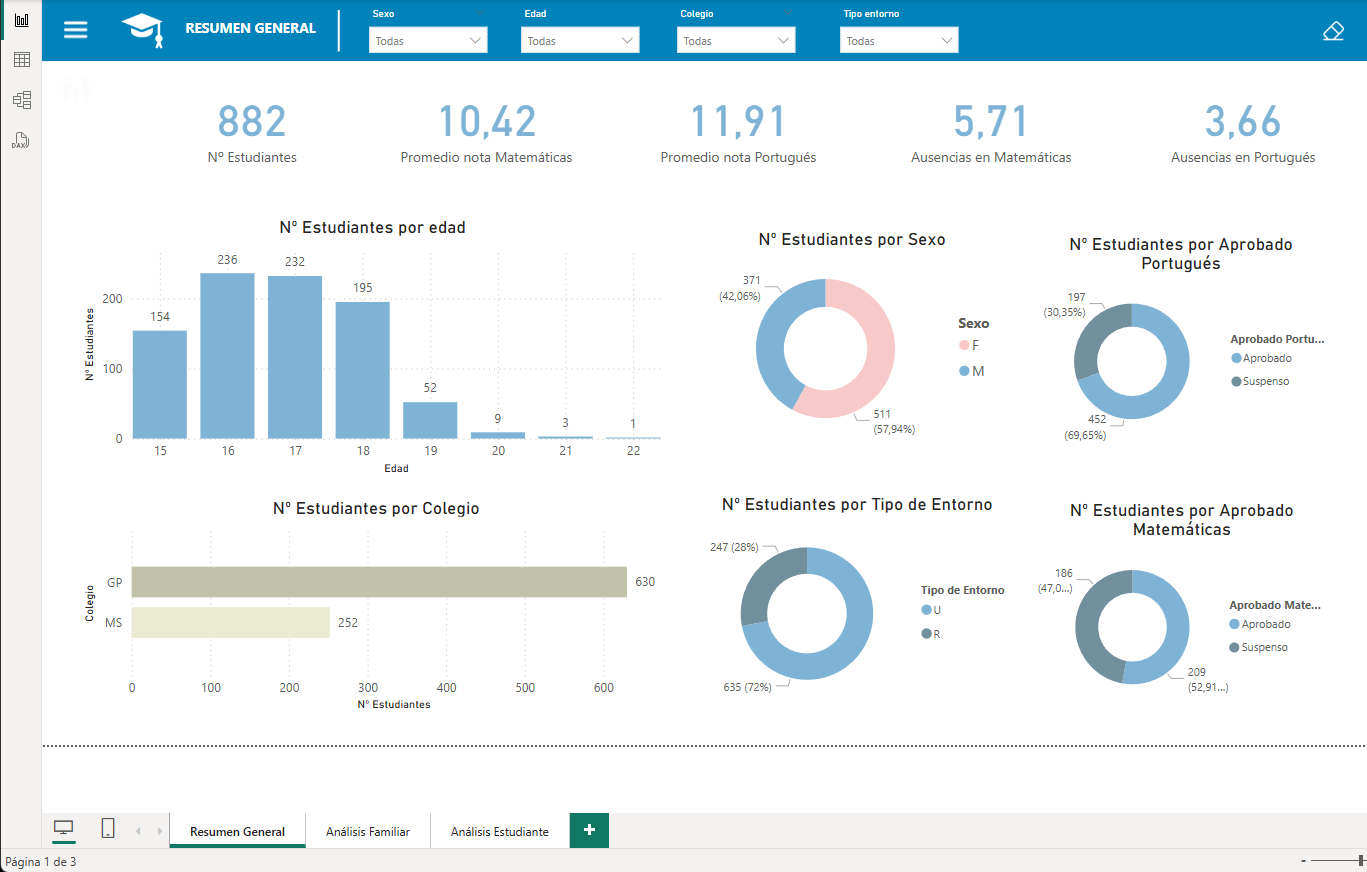 RESUMEN GENERAL
Sexo
Todas
Edad
Todas
Colegio
Todas
Tipo entorno
Todas
DAX
882
Nº Estudiantes
10,42
Promedio nota Matemáticas
11,91
Promedio nota Portugués
5,71
Ausencias en Matemáticas
3,66
Ausencias en Portugués
Nº Estudiantes por edad
Nº Estudiantes
200
100
0
154
236
232
195
52
9
3
1
15
16
17
18
19
20
21
22
Edad
Nº Estudiantes por Sexo
371
(42,06%)
511
(57,94%)
Sexo
F
M
Nº Estudiantes por Aprobado
Portugués
197
(30,35%)
452
(69,65%)
Aprobado Portu...
Aprobado
Suspenso
Nº Estudiantes por Colegio
Colegio
GP
630
MS
252
0
100
200
300
400
500
600
Nº Estudiantes
Nº Estudiantes por Tipo de Entorno
247 (28%)
635 (72%)
Tipo de Entorno
U
R
Nº Estudiantes por Aprobado
Matemáticas
186
(47,0...)
209
(52,91...)
Aprobado Mate...
Aprobado
Suspenso
Resumen General
Análisis Familiar
Análisis Estudiante
+
Página 1 de 3
-